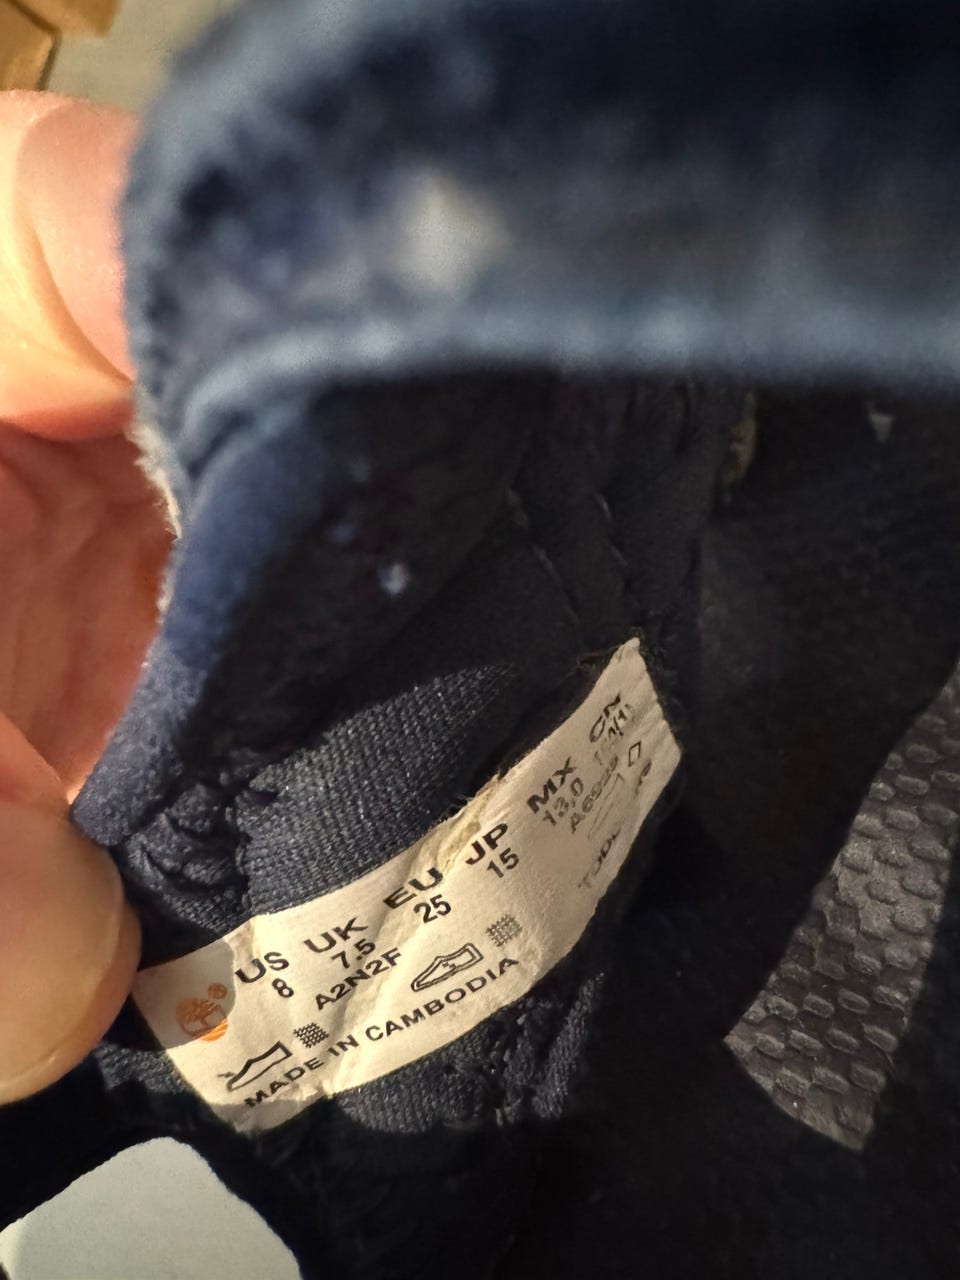 US UK EU JP MX CN
8 7.5 25 15 13,0
A2N2F
MADE IN CAMBODIA